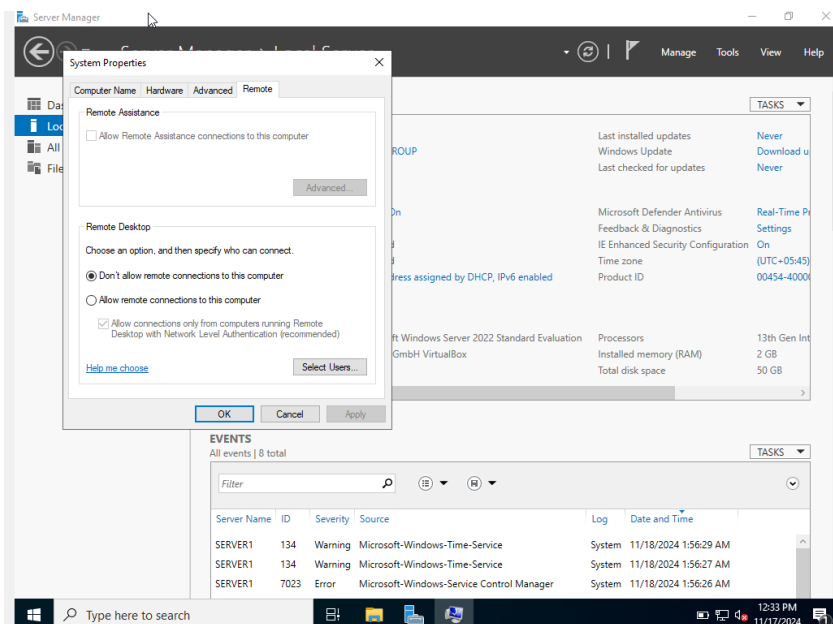 Server Manager
Manage Tools View Help
System Properties
Computer Name Hardware Advanced Remote
Remote Assistance
Allow Remote Assistance connections to this computer
Advanced...
Remote Desktop
Choose an option, and then specify who can connect.
Don't allow remote connections to this computer
Allow remote connections to this computer
Allow connections only from computers running Remote
Desktop with Network Level Authentication (recommended)
Help me choose
Select Users...
OK Cancel Apply
Das
Loc
All
File
TASKS
ROUP
Last installed updates Never
Windows Update Download u
Last checked for updates Never
On
Microsoft Defender Antivirus Real-Time Pr
Feedback & Diagnostics Settings
IE Enhanced Security Configuration On
Time zone (UTC+05:45)
dress assigned by DHCP, IPv6 enabled
Product ID 00454-40000
ft Windows Server 2022 Standard Evaluation
Processors 13th Gen Int
GmbH VirtualBox
Installed memory (RAM) 2 GB
Total disk space 50 GB
EVENTS
All events | 8 total
TASKS
Filter
Server Name ID Severity Source Log Date and Time
SERVER1 134 Warning Microsoft-Windows-Time-Service System 11/18/2024 1:56:29 AM
SERVER1 134 Warning Microsoft-Windows-Time-Service System 11/18/2024 1:56:27 AM
SERVER1 7023 Error Microsoft-Windows-Service Control Manager System 11/18/2024 1:56:26 AM
Type here to search
12:33 PM
11/17/2024